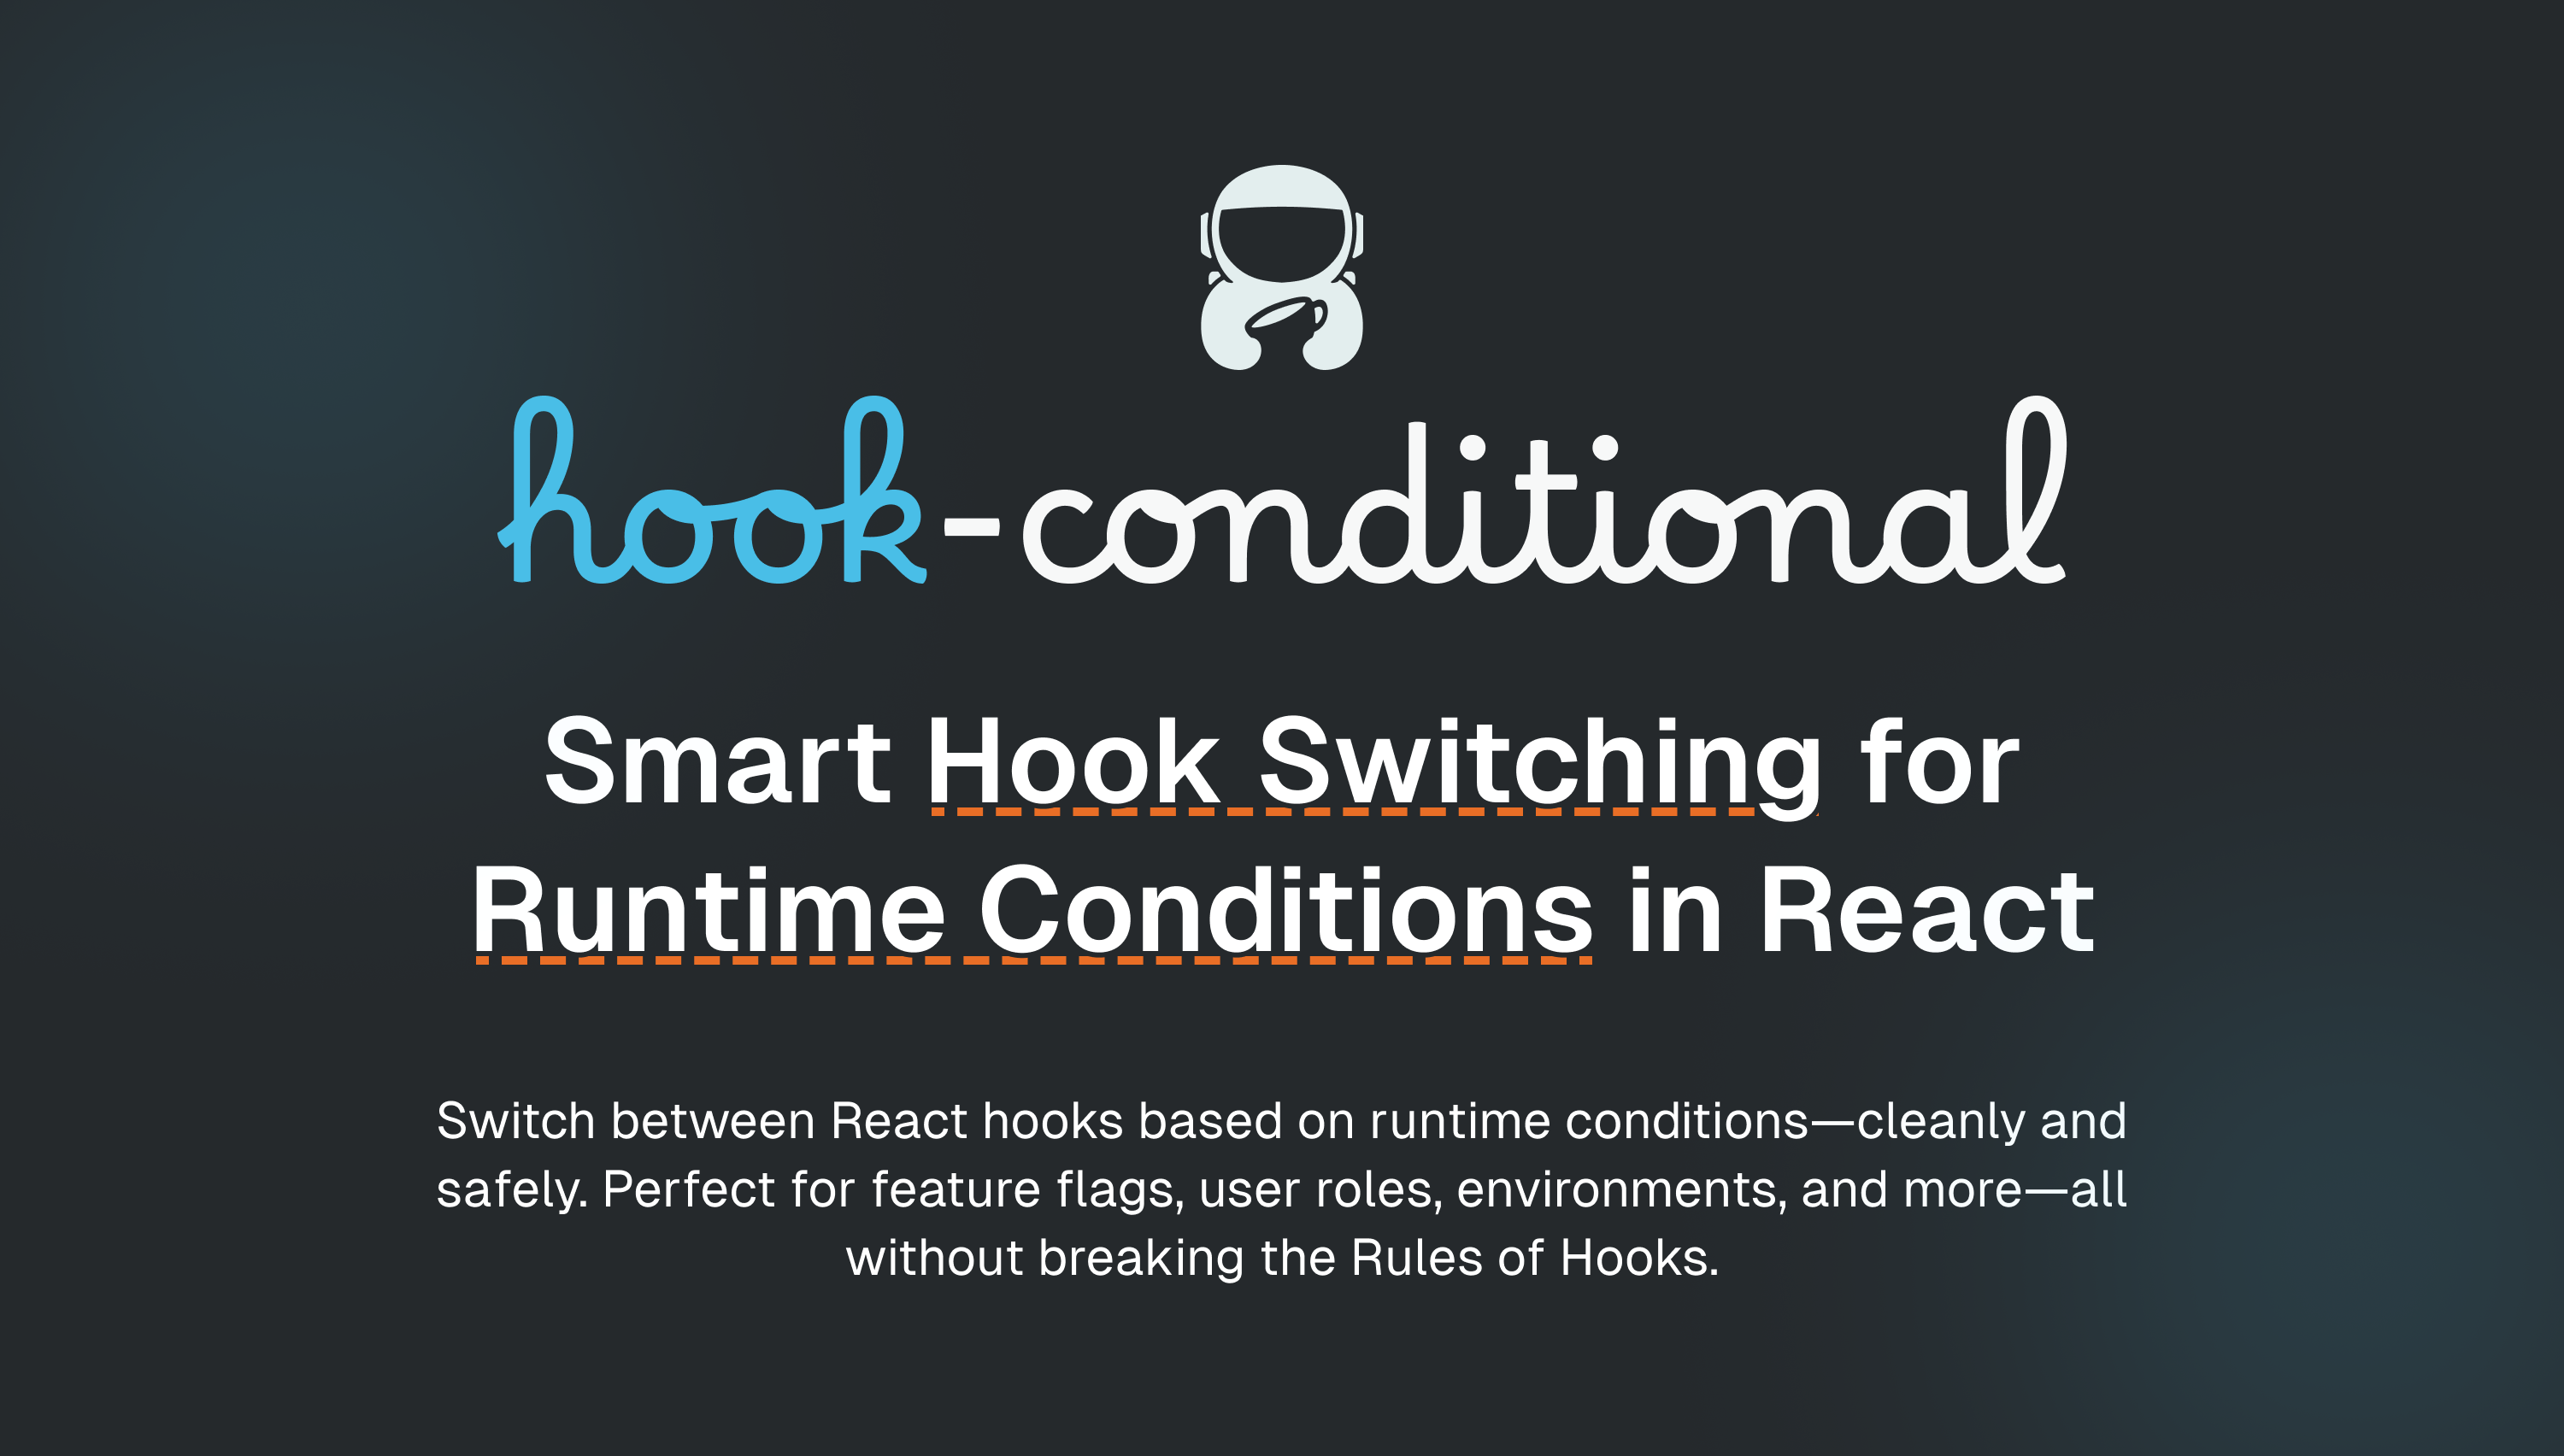 hook-conditional
Smart Hook Switching for
Runtime Conditions in React
Switch between React hooks based on runtime conditions—cleanly and
safely. Perfect for feature flags, user roles, environments, and more—all
without breaking the Rules of Hooks.